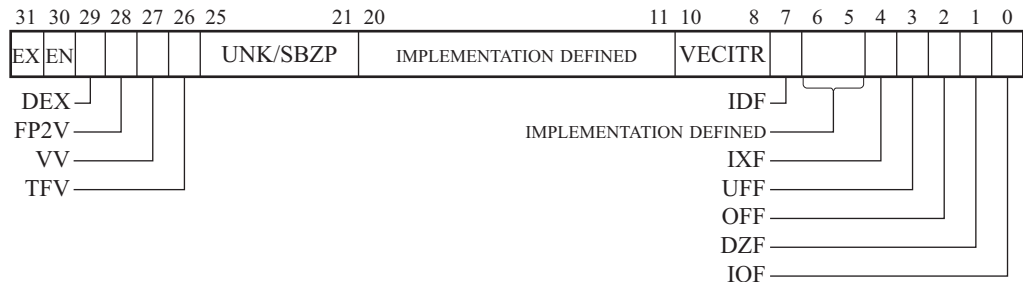 31 30 29 28 27 26 25 21 20 11 10 8 7 6 5 4 3 2 1 0
EX EN UNK/SBZP IMPLEMENTATION DEFINED VECITR
DEX IDF
FP2V IMPLEMENTATION DEFINED
VV IXF
TFV UFF
OFF
DZF
IOF